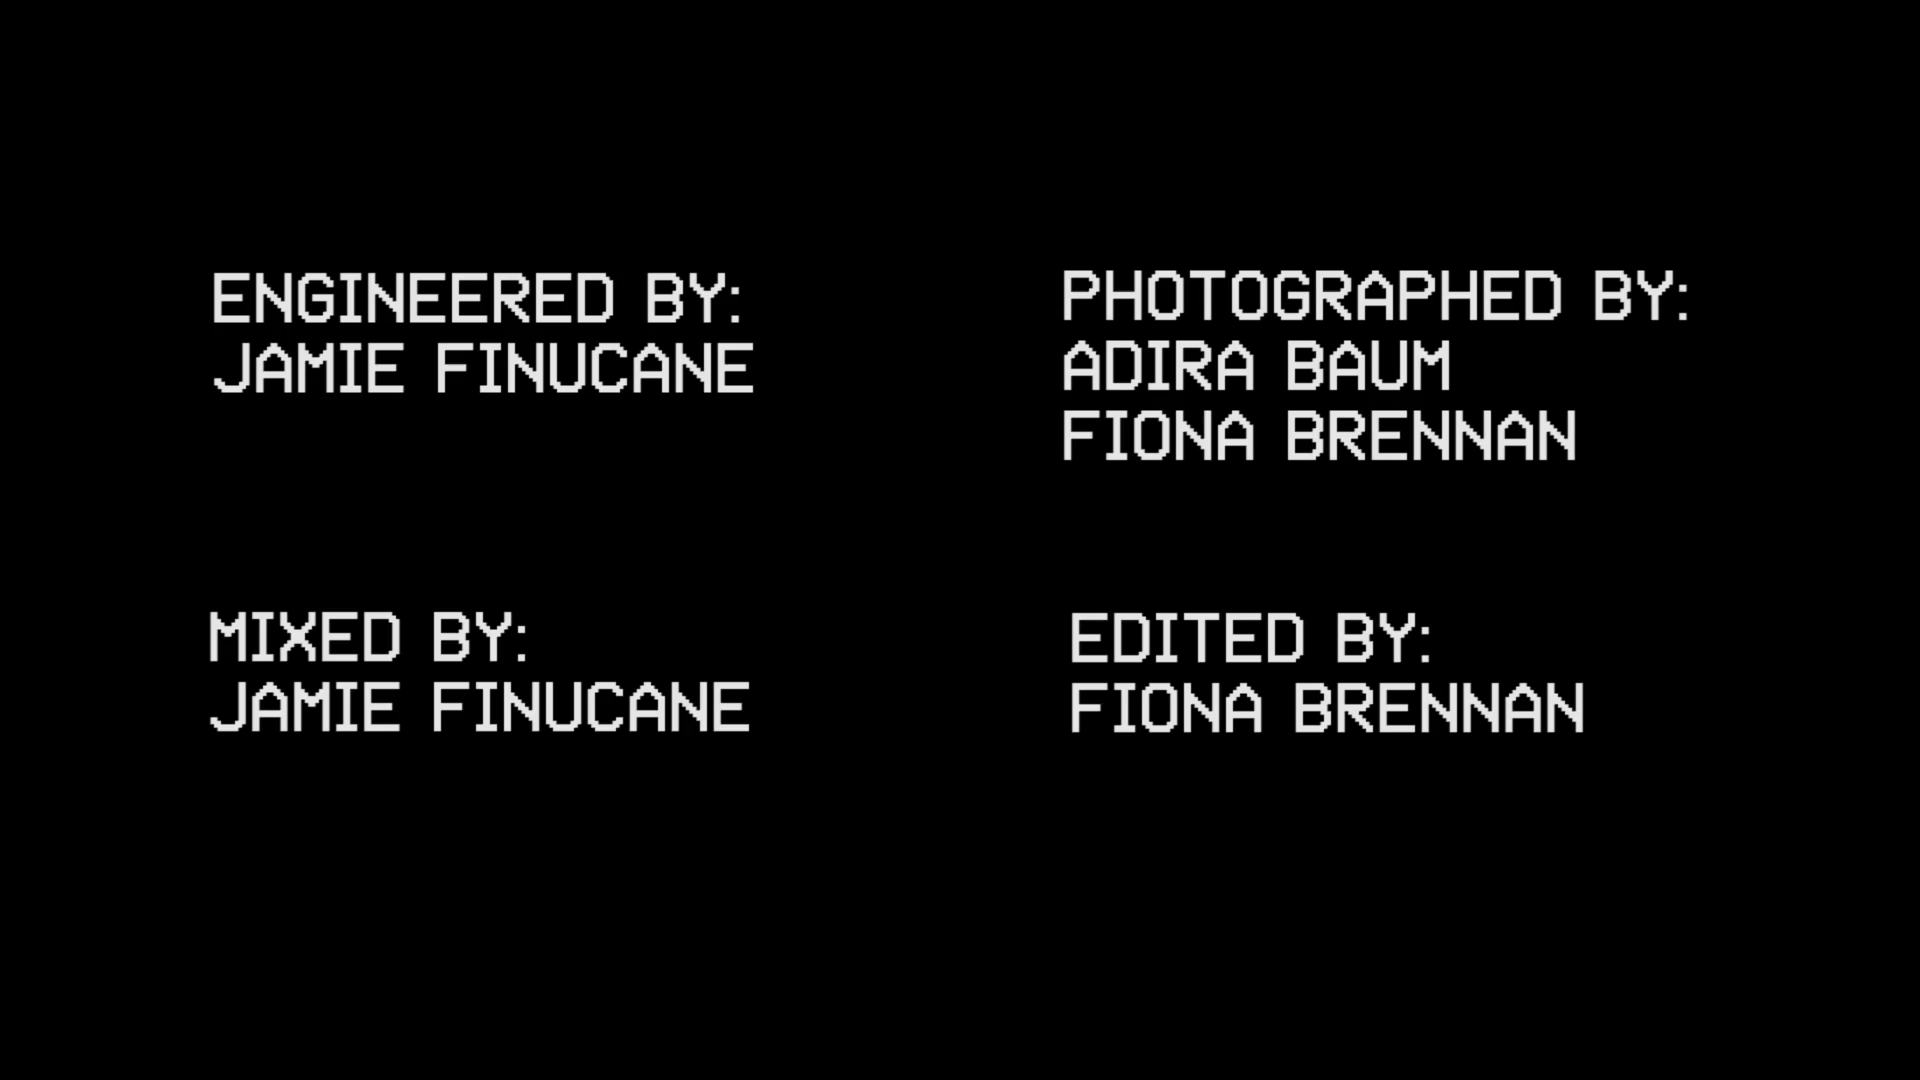 ENGINEERED BY:
JAMIE FINUCANE
PHOTOGRAPHED BY:
ADIRA BAUM
FIONA BRENNAN
MIXED BY:
JAMIE FINUCANE
EDITED BY:
FIONA BRENNAN